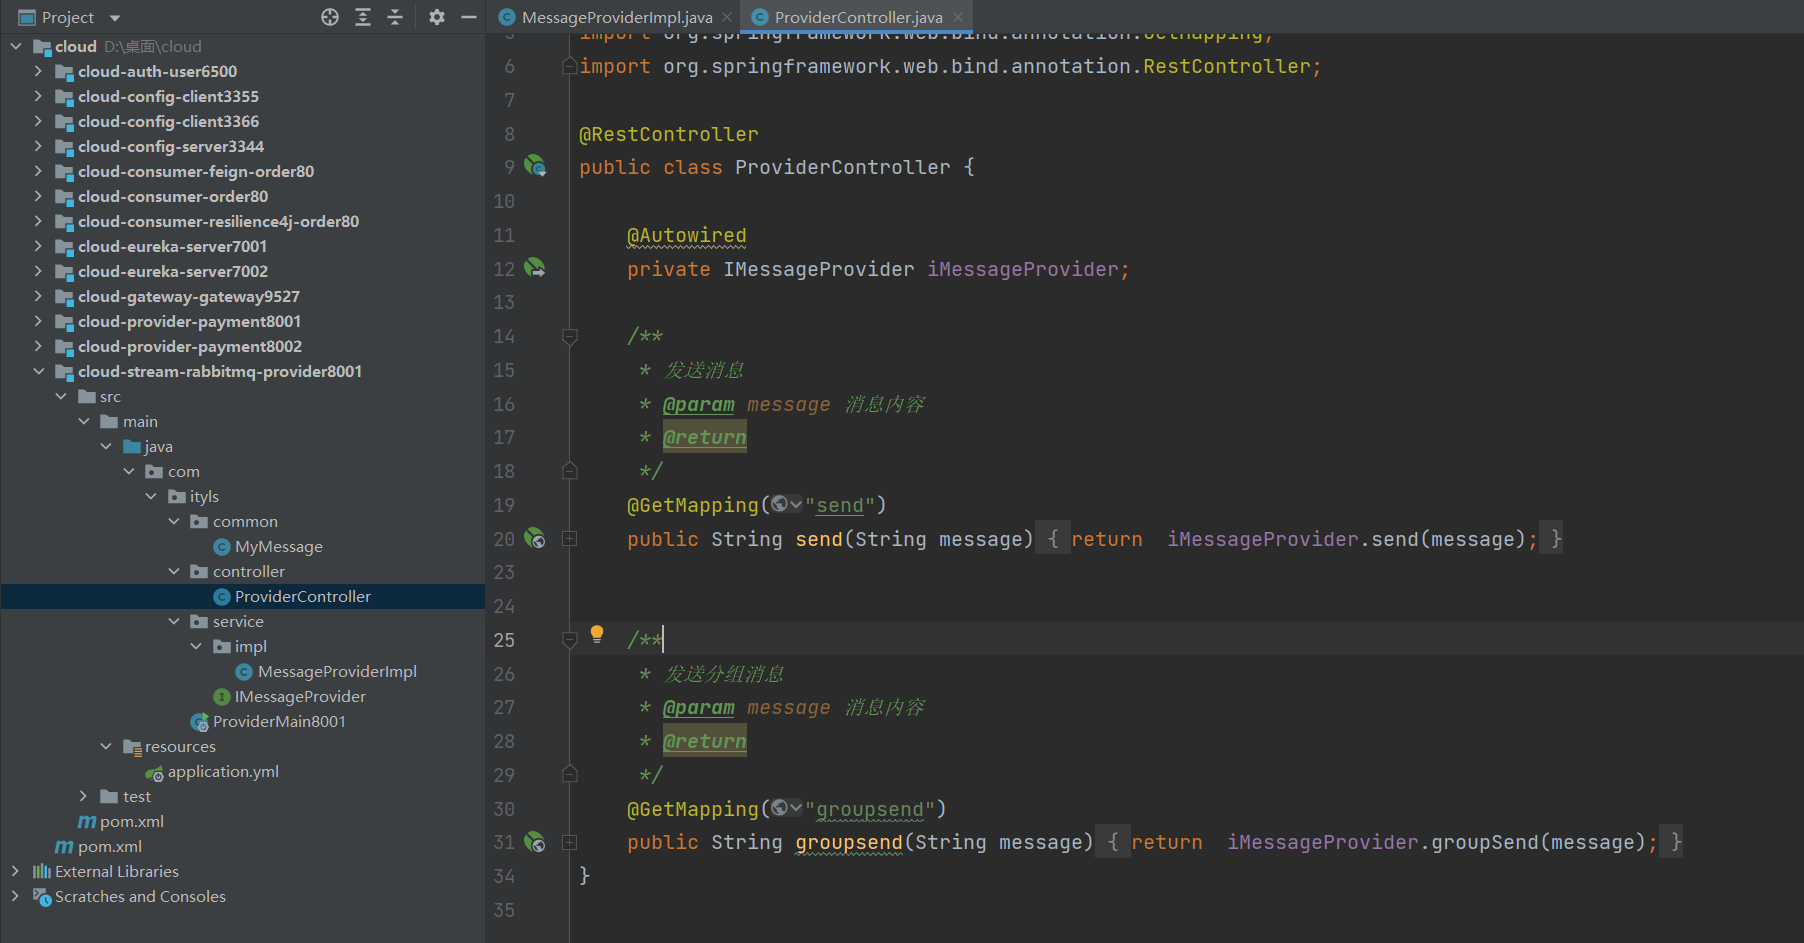 Project
cloud D:\桌面\cloud
cloud-auth-user6500
cloud-config-client3355
cloud-config-client3366
cloud-config-server3344
cloud-consumer-feign-order80
cloud-consumer-order80
cloud-consumer-resilience4j-order80
cloud-eureka-server7001
cloud-eureka-server7002
cloud-gateway-gateway9527
cloud-provider-payment8001
cloud-provider-payment8002
cloud-stream-rabbitmq-provider8001
src
main
java
com
ityls
common
MyMessage
controller
ProviderController
service
impl
MessageProviderImpl
IMessageProvider
ProviderMain8001
resources
application.yml
test
pom.xml
pom.xml
External Libraries
Scratches and Consoles
MessageProviderImpl.java
ProviderController.java
5 import org.springframework.web.bind.annotation.GetMapping;
6 import org.springframework.web.bind.annotation.RestController;
7
8 @RestController
9 public class ProviderController {
10
11 @Autowired
12 private IMessageProvider iMessageProvider;
13
14 /**
15 * 发送消息
16 * @param message 消息内容
17 * @return
18 */
19 @GetMapping("send")
20 public String send(String message) { return iMessageProvider.send(message); }
23
24
25 /**
26 * 发送分组消息
27 * @param message 消息内容
28 * @return
29 */
30 @GetMapping("groupsend")
31 public String groupsend(String message) { return iMessageProvider.groupSend(message); }
34 }
35